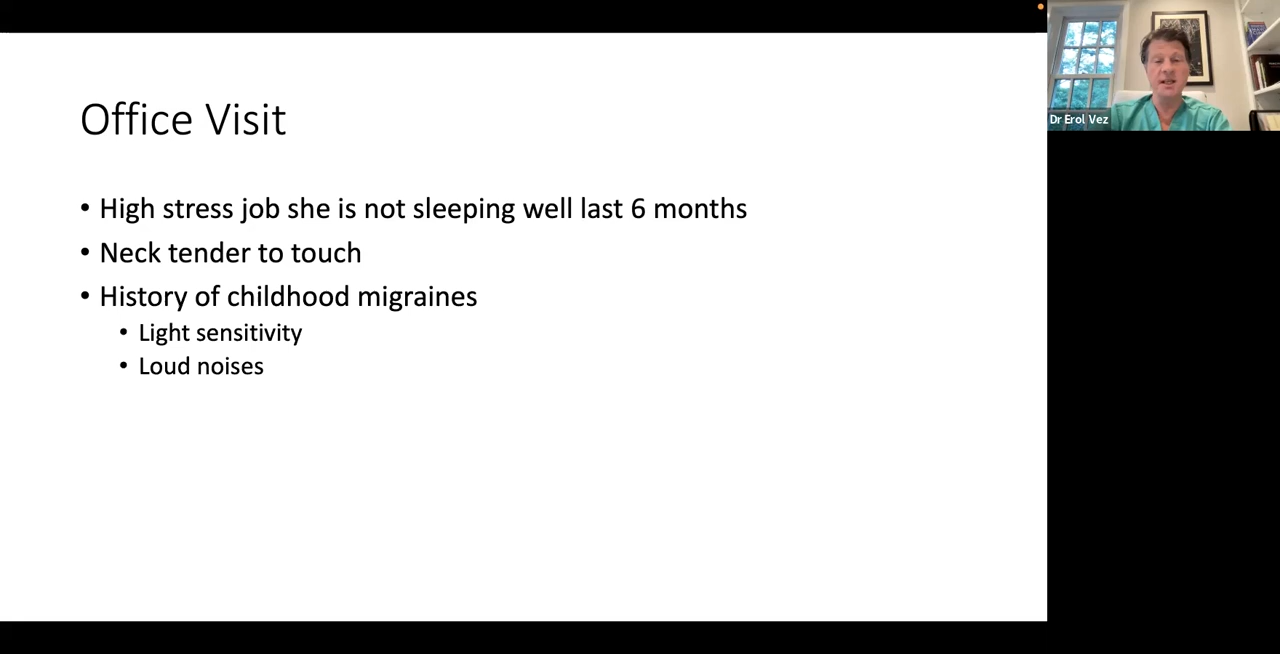 Office Visit
• High stress job she is not sleeping well last 6 months
• Neck tender to touch
• History of childhood migraines
• Light sensitivity
• Loud noises
Dr Erol Vez